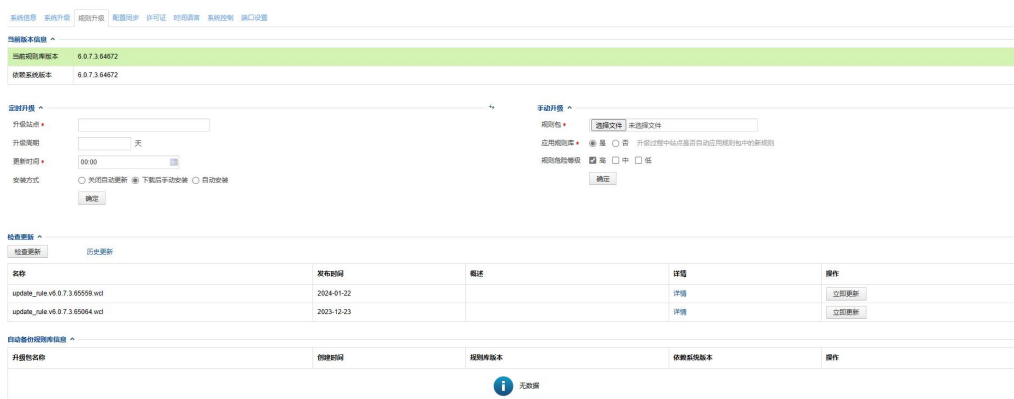 系统信息 系统升级 规则升级 配置同步 许可证 时间语言 系统控制 端口设置
当前版本信息
当前规则库版本 6.0.7.3.64672
依赖系统版本 6.0.7.3.64672
定时升级
升级站点 *
升级周期 天
更新时间 * 00:00
安装方式 关闭自动更新 下载后手动安装 自动安装
确定
手动升级
规则包 * 选择文件 未选择文件
应用规则库 * 是 否 升级过程中站点是否自动应用规则包中的新规则
规则危险等级 高 中 低
确定
检查更新
检查更新 历史更新
名称 发布时间 概述 详情 操作
update_rule.v6.0.7.3.65559.wcl 2024-01-22 详情 立即更新
update_rule.v6.0.7.3.65064.wcl 2023-12-23 详情 立即更新
自动备份规则库信息
升级包名称 创建时间 规则库版本 依赖系统版本 操作
无数据